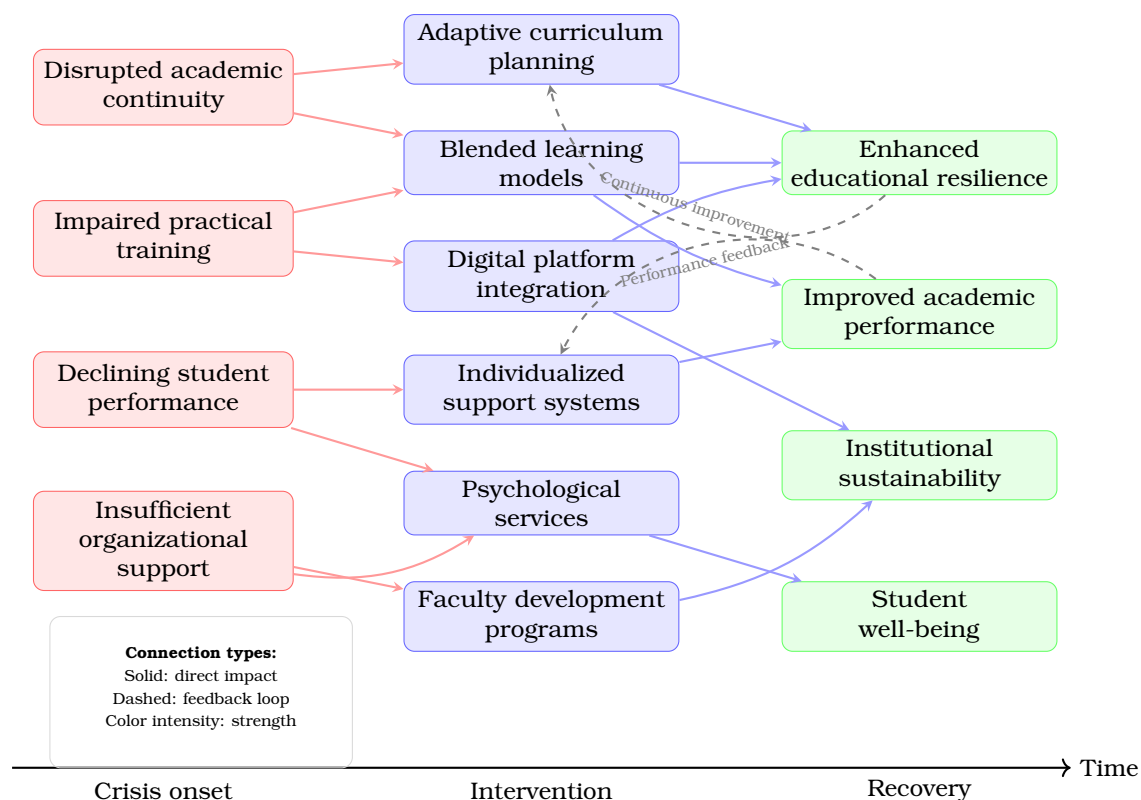 Disrupted academic
continuity
Impaired practical
training
Declining student
performance
Insufficient
organizational
support
Adaptive curriculum
planning
Blended learning
models
Digital platform
integration
Individualized
support systems
Psychological
services
Faculty development
programs
Enhanced
educational resilience
Improved academic
performance
Institutional
sustainability
Student
well-being
Continuous improvement
Performance feedback
Connection types:
Solid: direct impact
Dashed: feedback loop
Color intensity: strength
Time
Crisis onset
Intervention
Recovery